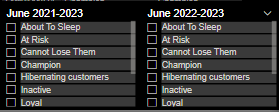 June 2021-2023
About To Sleep
At Risk
Cannot Lose Them
Champion
Hibernating customers
Inactive
Loyal
June 2022-2023
About To Sleep
At Risk
Cannot Lose Them
Champion
Hibernating customers
Inactive
Loyal